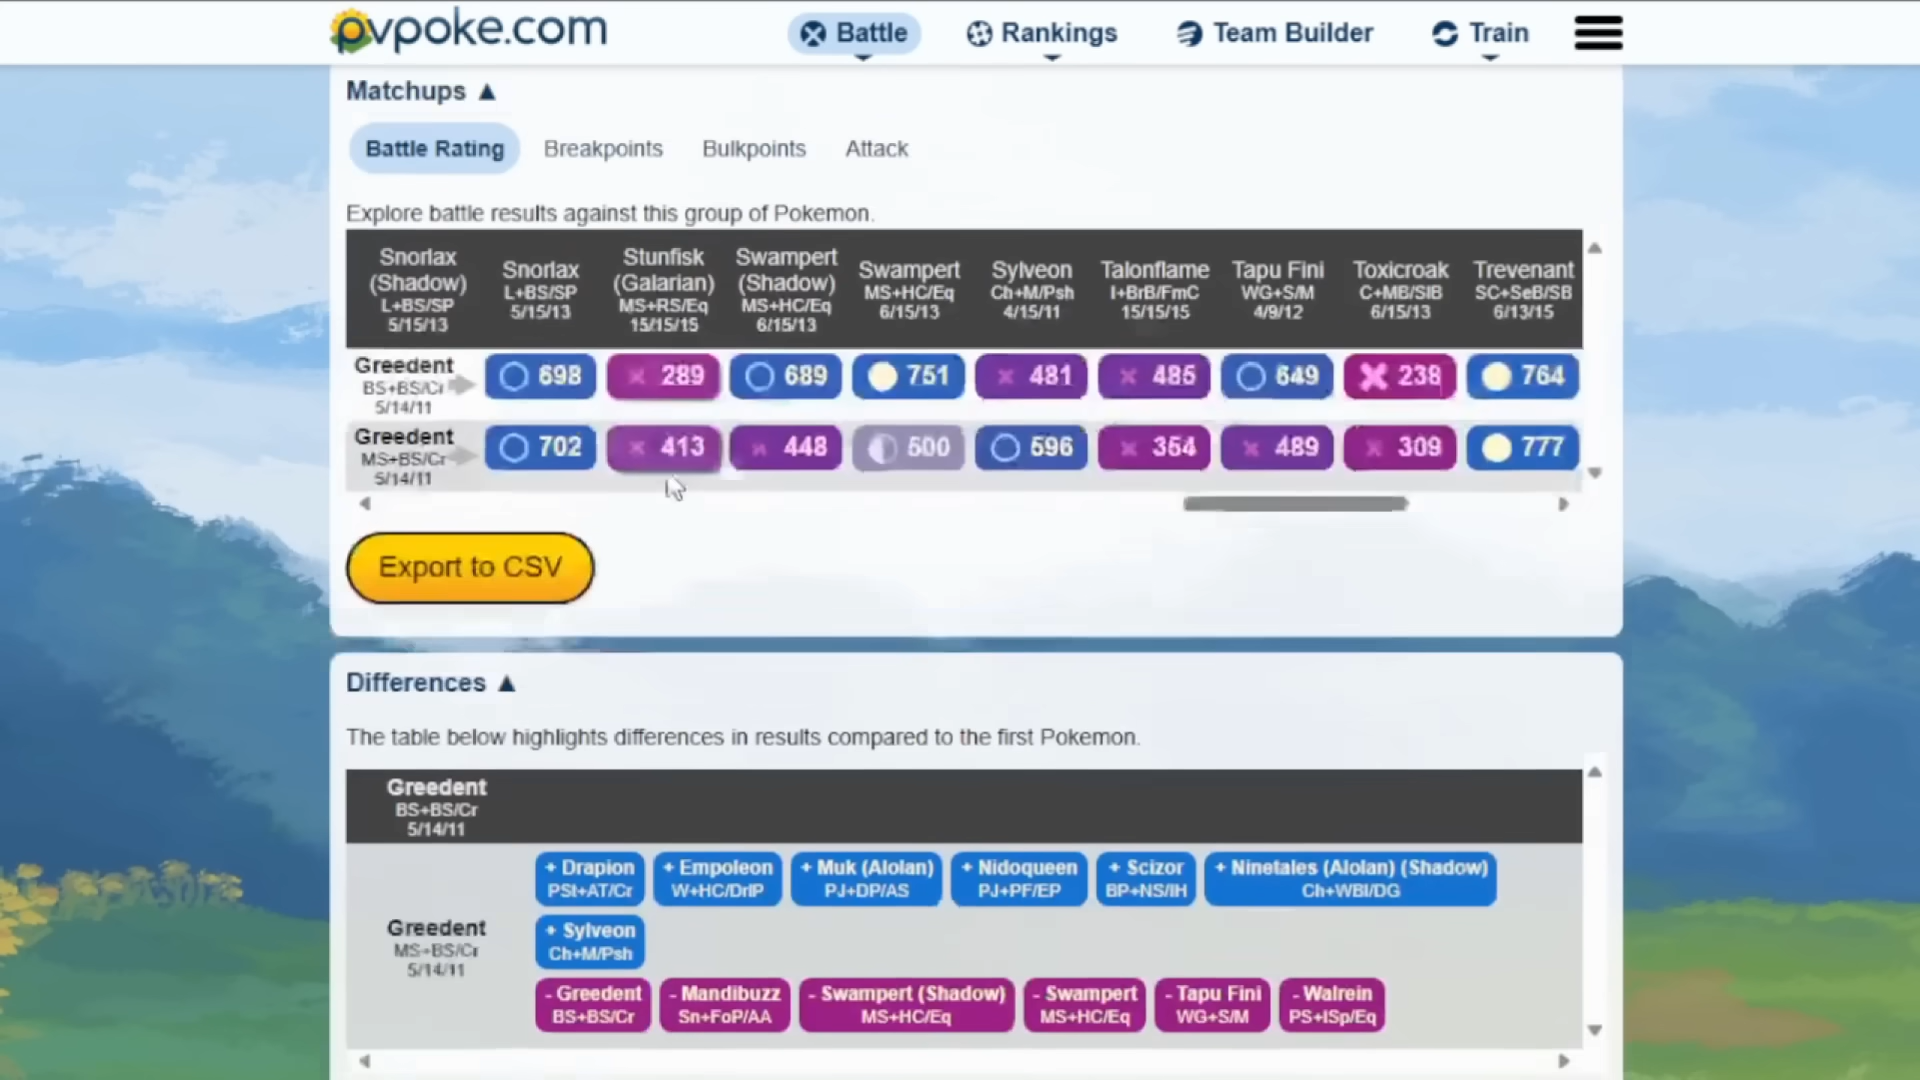 pvpoke.com
Battle
Rankings
Team Builder
Train
Matchups ▲
Battle Rating
Breakpoints
Bulkpoints
Attack
Explore battle results against this group of Pokemon.
Snorlax
(Shadow)
L+BS/SP
5/15/13
Snorlax
L+BS/SP
5/15/13
Stunfisk
(Galarian)
MS+RS/Eq
15/15/15
Swampert
(Shadow)
MS+HC/Eq
6/15/13
Swampert
MS+HC/Eq
6/15/13
Sylveon
Ch+M/Psh
4/15/11
Talonflame
I+BrB/FmC
15/15/15
Tapu Fini
WG+S/M
4/9/12
Toxicroak
C+MB/SlB
6/15/13
Trevenant
SC+SeB/SB
6/13/15
Greedent
BS+BS/Cr
5/14/11
698
289
689
751
481
485
649
238
764
Greedent
MS+BS/Cr
5/14/11
702
413
448
500
596
354
489
309
777
Export to CSV
Differences ▲
The table below highlights differences in results compared to the first Pokemon.
Greedent
BS+BS/Cr
5/14/11
Greedent
MS+BS/Cr
5/14/11
+ Drapion
PSt+AT/Cr
+ Empoleon
W+HC/DrlP
+ Muk (Alolan)
PJ+DP/AS
+ Nidoqueen
PJ+PF/EP
+ Scizor
BP+NS/IH
+ Ninetales (Alolan) (Shadow)
Ch+WBl/DG
+ Sylveon
Ch+M/Psh
- Greedent
BS+BS/Cr
- Mandibuzz
Sn+FoP/AA
- Swampert (Shadow)
MS+HC/Eq
- Swampert
MS+HC/Eq
- Tapu Fini
WG+S/M
- Walrein
PS+ISp/Eq